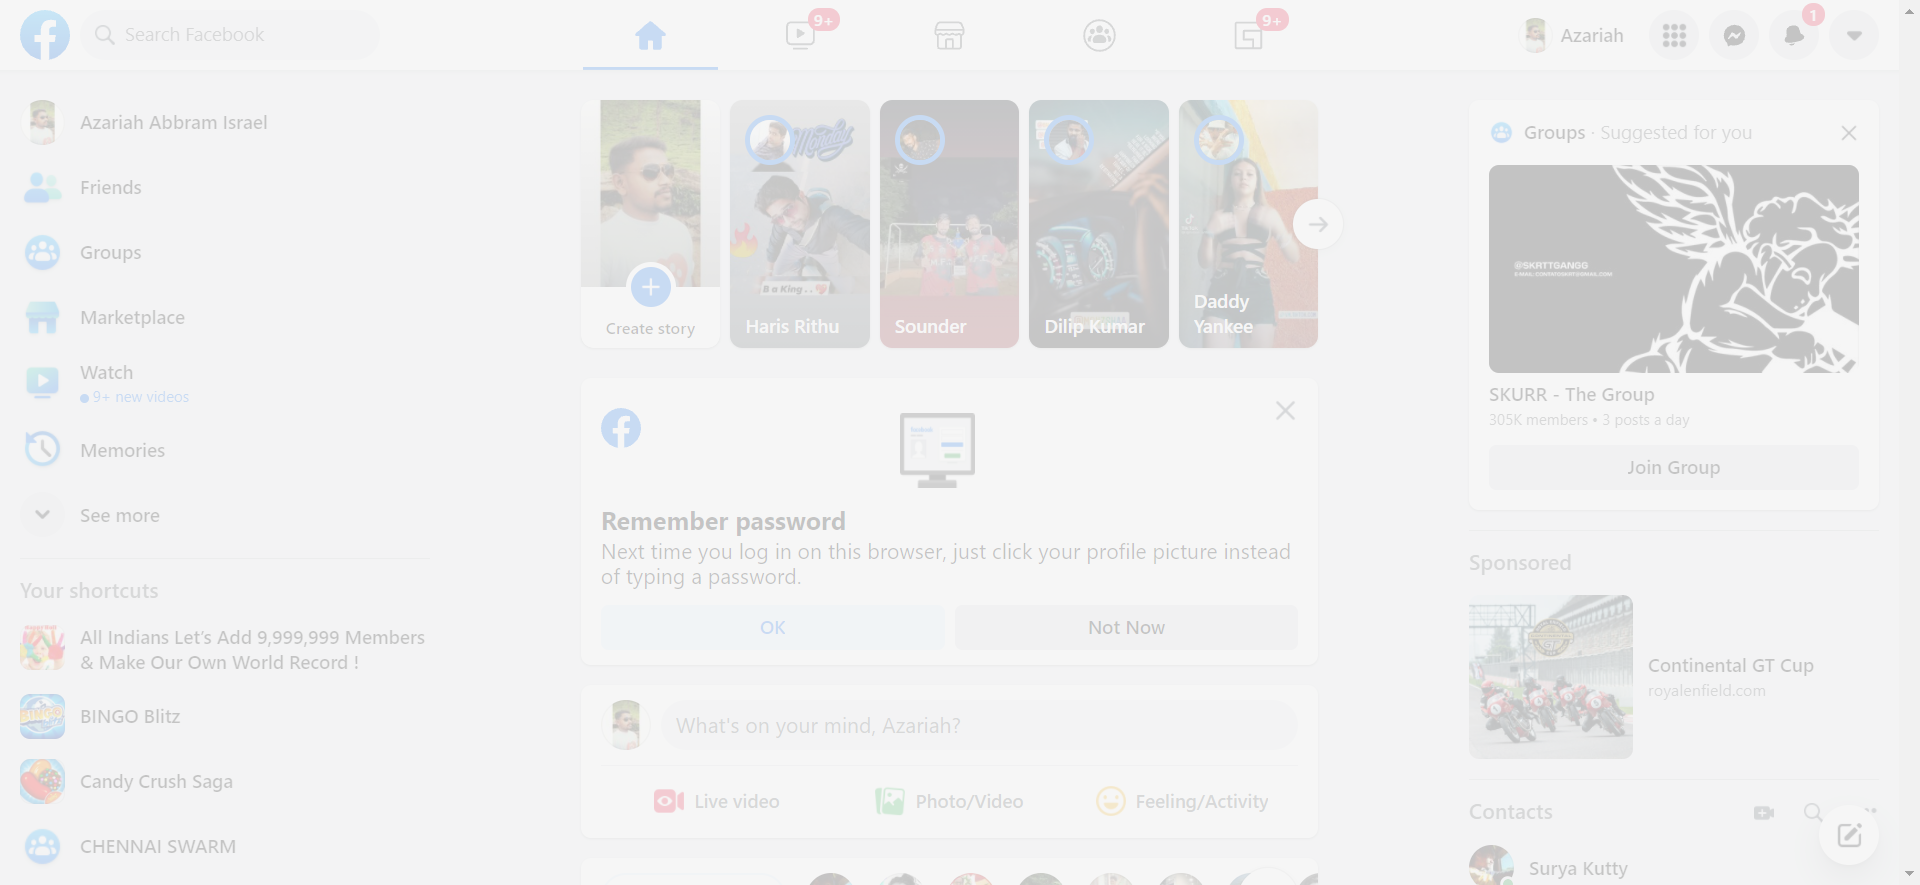 Search Facebook
9+
9+
Azariah
1
Azariah Abbram Israel
Friends
Groups
Marketplace
Watch
9+ new videos
Memories
See more
Your shortcuts
All Indians Let's Add 9,999,999 Members
& Make Our Own World Record !
BINGO Blitz
Candy Crush Saga
CHENNAI SWARM
Create story
Monday
B a King . .
Haris Rithu
Sounder
Dilip Kumar
Daddy
Yankee
Remember password
Next time you log in on this browser, just click your profile picture instead
of typing a password.
OK
Not Now
What's on your mind, Azariah?
Live video
Photo/Video
Feeling/Activity
Groups · Suggested for you
@SKRTTGANGG
SKURR - The Group
305K members • 3 posts a day
Join Group
Sponsored
Continental GT Cup
royalenfield.com
Contacts
Surya Kutty